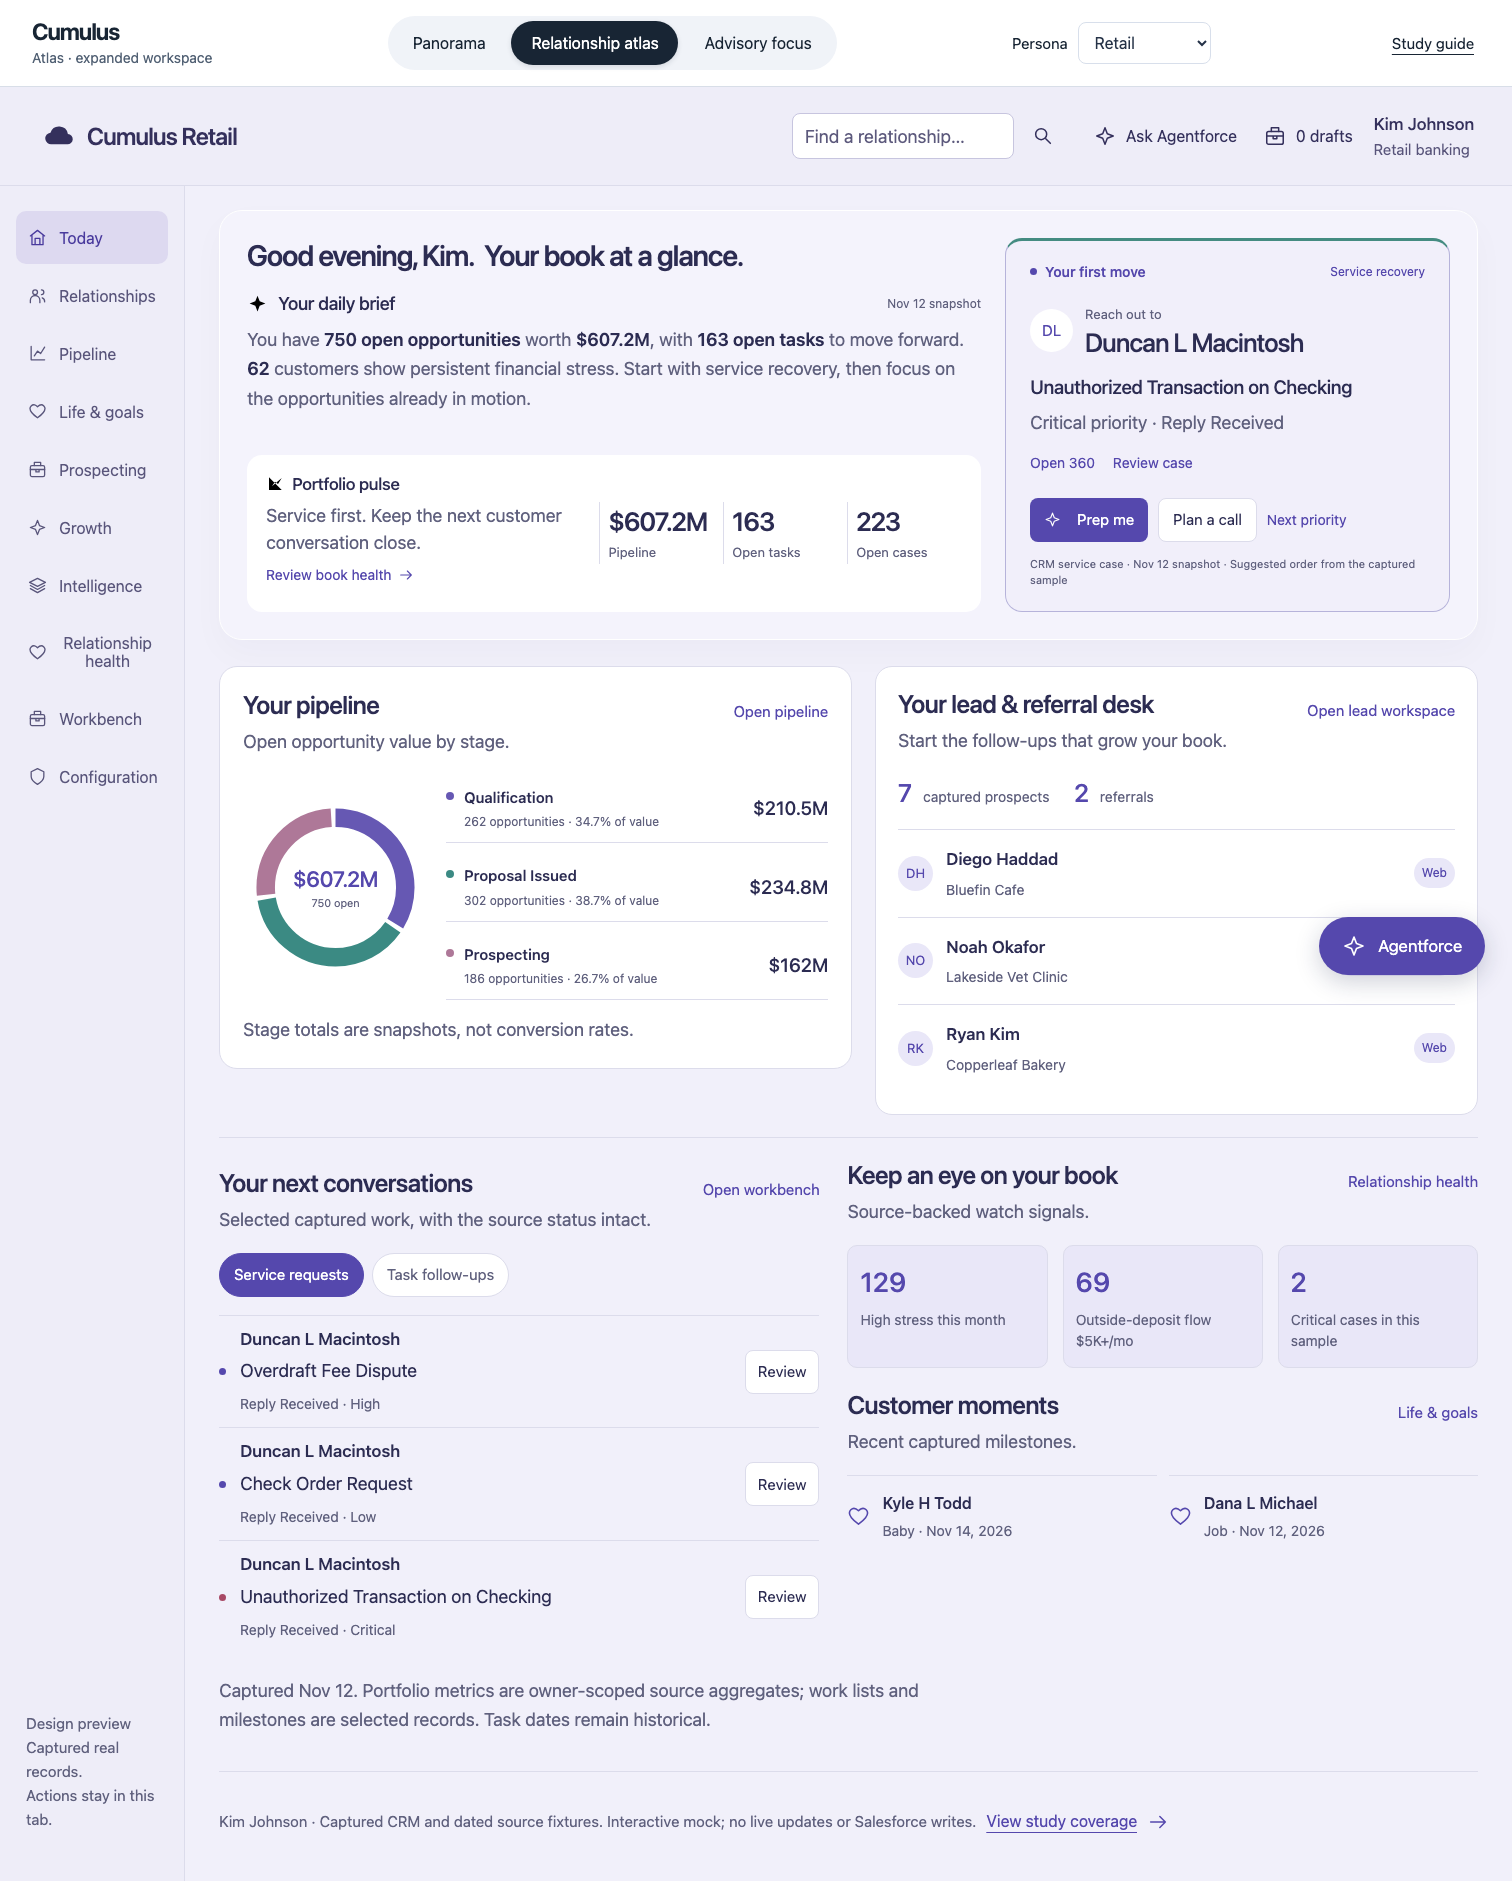 Cumulus
Atlas · expanded workspace
Panorama
Relationship atlas
Advisory focus
Persona
Retail
Study guide
Cumulus Retail
Find a relationship...
Ask Agentforce
0 drafts
Kim Johnson
Retail banking
Today
Relationships
Pipeline
Life & goals
Prospecting
Growth
Intelligence
Relationship
health
Workbench
Configuration
Design preview
Captured real
records.
Actions stay in this
tab.
Good evening, Kim. Your book at a glance.
Your daily brief
Nov 12 snapshot
You have 750 open opportunities worth $607.2M, with 163 open tasks to move forward.
62 customers show persistent financial stress. Start with service recovery, then focus on
the opportunities already in motion.
Portfolio pulse
Service first. Keep the next customer
conversation close.
Review book health
$607.2M
Pipeline
163
Open tasks
223
Open cases
Your first move
Service recovery
DL
Reach out to
Duncan L Macintosh
Unauthorized Transaction on Checking
Critical priority · Reply Received
Open 360
Review case
Prep me
Plan a call
Next priority
CRM service case · Nov 12 snapshot · Suggested order from the captured
sample
Your pipeline
Open pipeline
Open opportunity value by stage.
$607.2M
750 open
Qualification
262 opportunities · 34.7% of value
$210.5M
Proposal Issued
302 opportunities · 38.7% of value
$234.8M
Prospecting
186 opportunities · 26.7% of value
$162M
Stage totals are snapshots, not conversion rates.
Your lead & referral desk
Open lead workspace
Start the follow-ups that grow your book.
7 captured prospects
2 referrals
DH
Diego Haddad
Bluefin Cafe
Web
NO
Noah Okafor
Lakeside Vet Clinic
Agentforce
RK
Ryan Kim
Copperleaf Bakery
Web
Your next conversations
Open workbench
Selected captured work, with the source status intact.
Service requests
Task follow-ups
Duncan L Macintosh
Overdraft Fee Dispute
Reply Received · High
Review
Duncan L Macintosh
Check Order Request
Reply Received · Low
Review
Duncan L Macintosh
Unauthorized Transaction on Checking
Reply Received · Critical
Review
Keep an eye on your book
Relationship health
Source-backed watch signals.
129
High stress this month
69
Outside-deposit flow
$5K+/mo
2
Critical cases in this
sample
Customer moments
Life & goals
Recent captured milestones.
Kyle H Todd
Baby · Nov 14, 2026
Dana L Michael
Job · Nov 12, 2026
Captured Nov 12. Portfolio metrics are owner-scoped source aggregates; work lists and
milestones are selected records. Task dates remain historical.
Kim Johnson · Captured CRM and dated source fixtures. Interactive mock; no live updates or Salesforce writes.
View study coverage